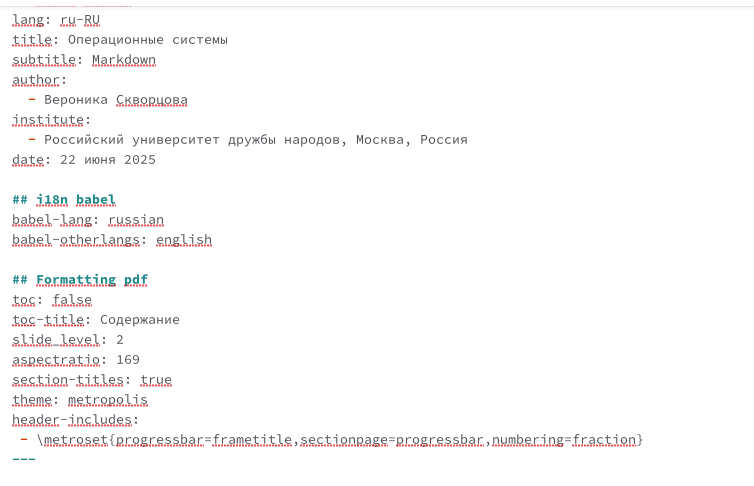 lang: ru-RU
title: Операционные системы
subtitle: Markdown
author:
  - Вероника Скворцова
institute:
  - Российский университет дружбы народов, Москва, Россия
date: 22 июня 2025

## i18n babel
babel-lang: russian
babel-otherlangs: english

## Formatting pdf
toc: false
toc-title: Содержание
slide_level: 2
aspectratio: 169
section-titles: true
theme: metropolis
header-includes:
 - \metroset{progressbar=frametitle,sectionpage=progressbar,numbering=fraction}
---